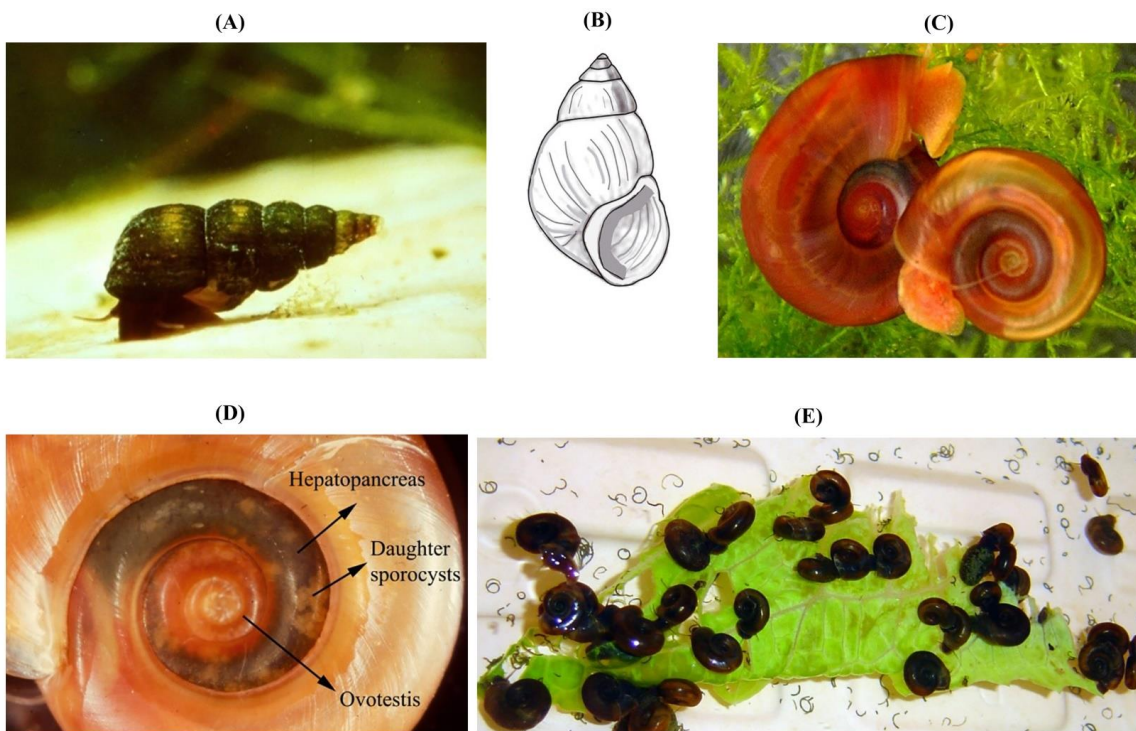 (A)
(B)
(C)
(D)
(E)
Hepatopancreas
Daughter
sporocysts
Ovotestis